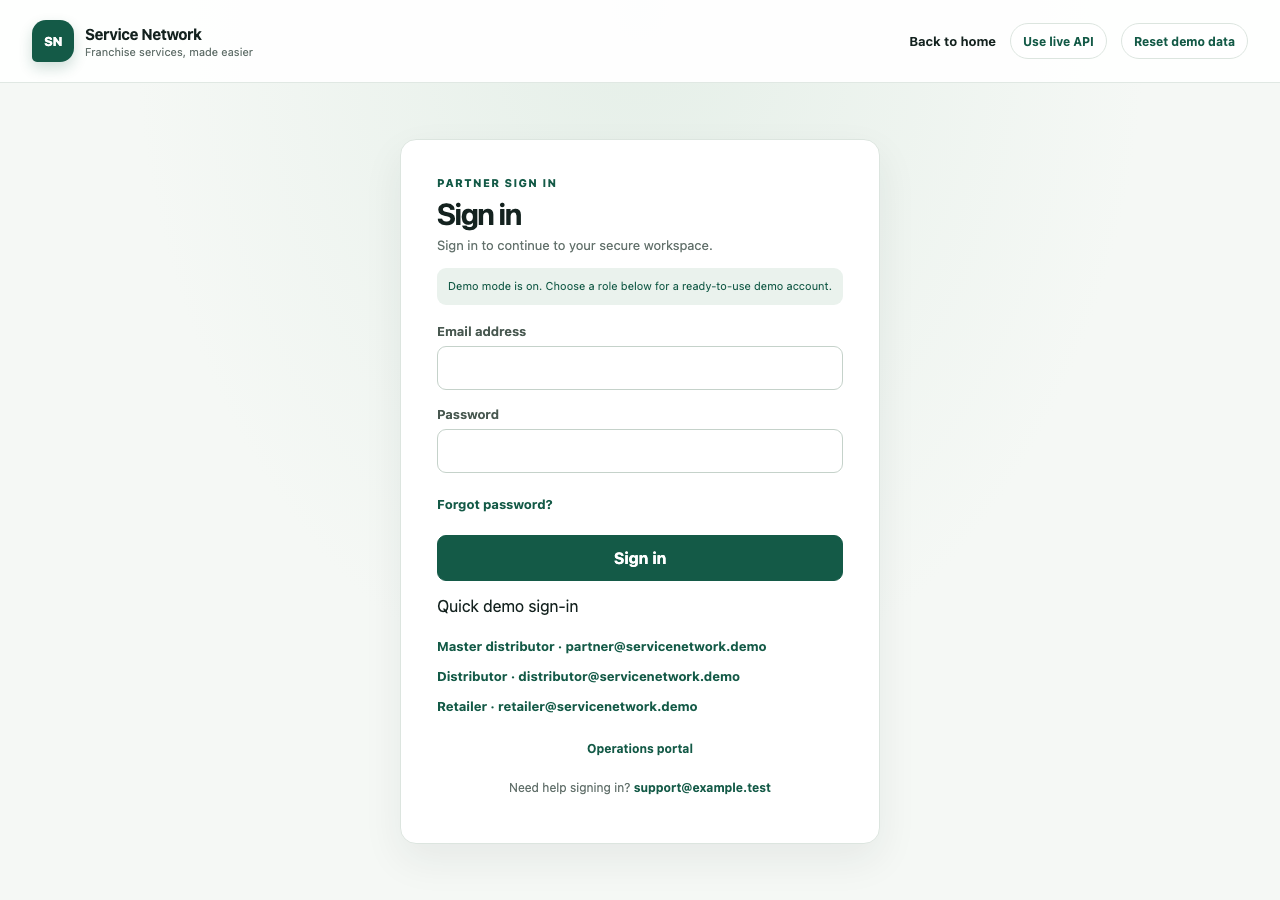 SN
Service Network
Franchise services, made easier
Back to home
Use live API
Reset demo data
PARTNER SIGN IN
Sign in
Sign in to continue to your secure workspace.
Demo mode is on. Choose a role below for a ready-to-use demo account.
Email address
Password
Forgot password?
Sign in
Quick demo sign-in
Master distributor · partner@servicenetwork.demo
Distributor · distributor@servicenetwork.demo
Retailer · retailer@servicenetwork.demo
Operations portal
Need help signing in? support@example.test